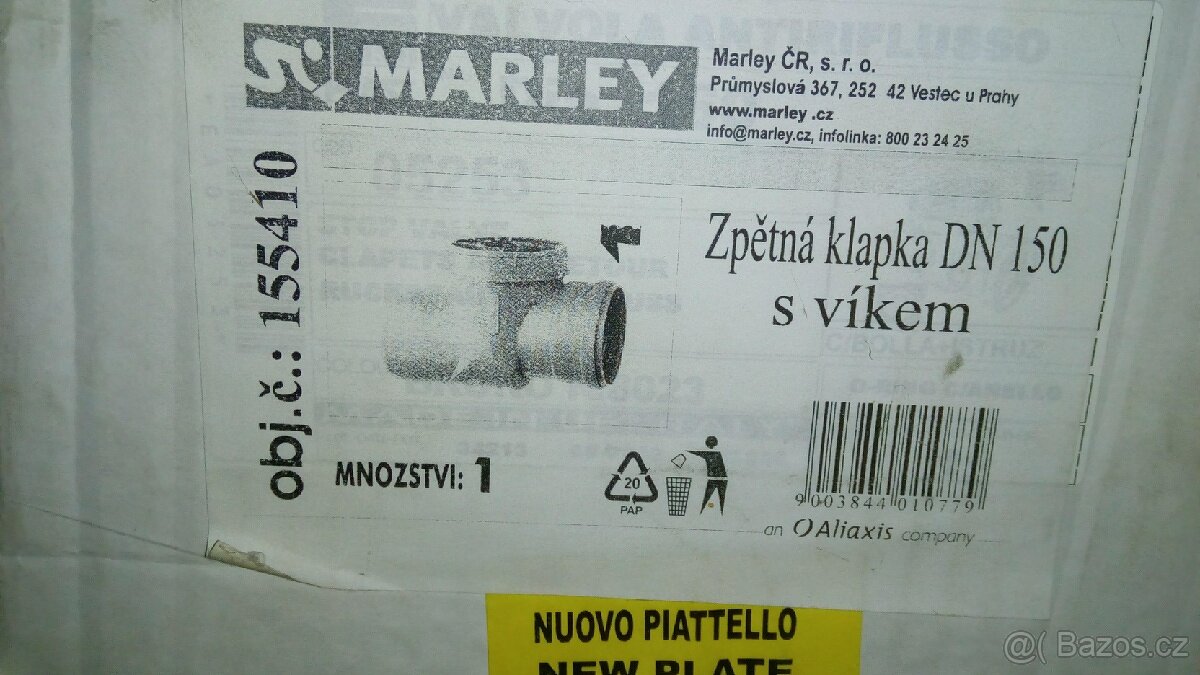 MARLEY
Marley ČR, s. r. o.
Průmyslová 367, 252 42 Vestec u Prahy
www.marley .cz
info@marley.cz, infolinka: 800 23 24 25
obj.č.: 155410
Zpětná klapka DN 150
s víkem
MNOZSTVI: 1
20
PAP
9 003844 010779
an Aliaxis company
NUOVO PIATTELLO
NEW PLATE
@( Bazos.cz